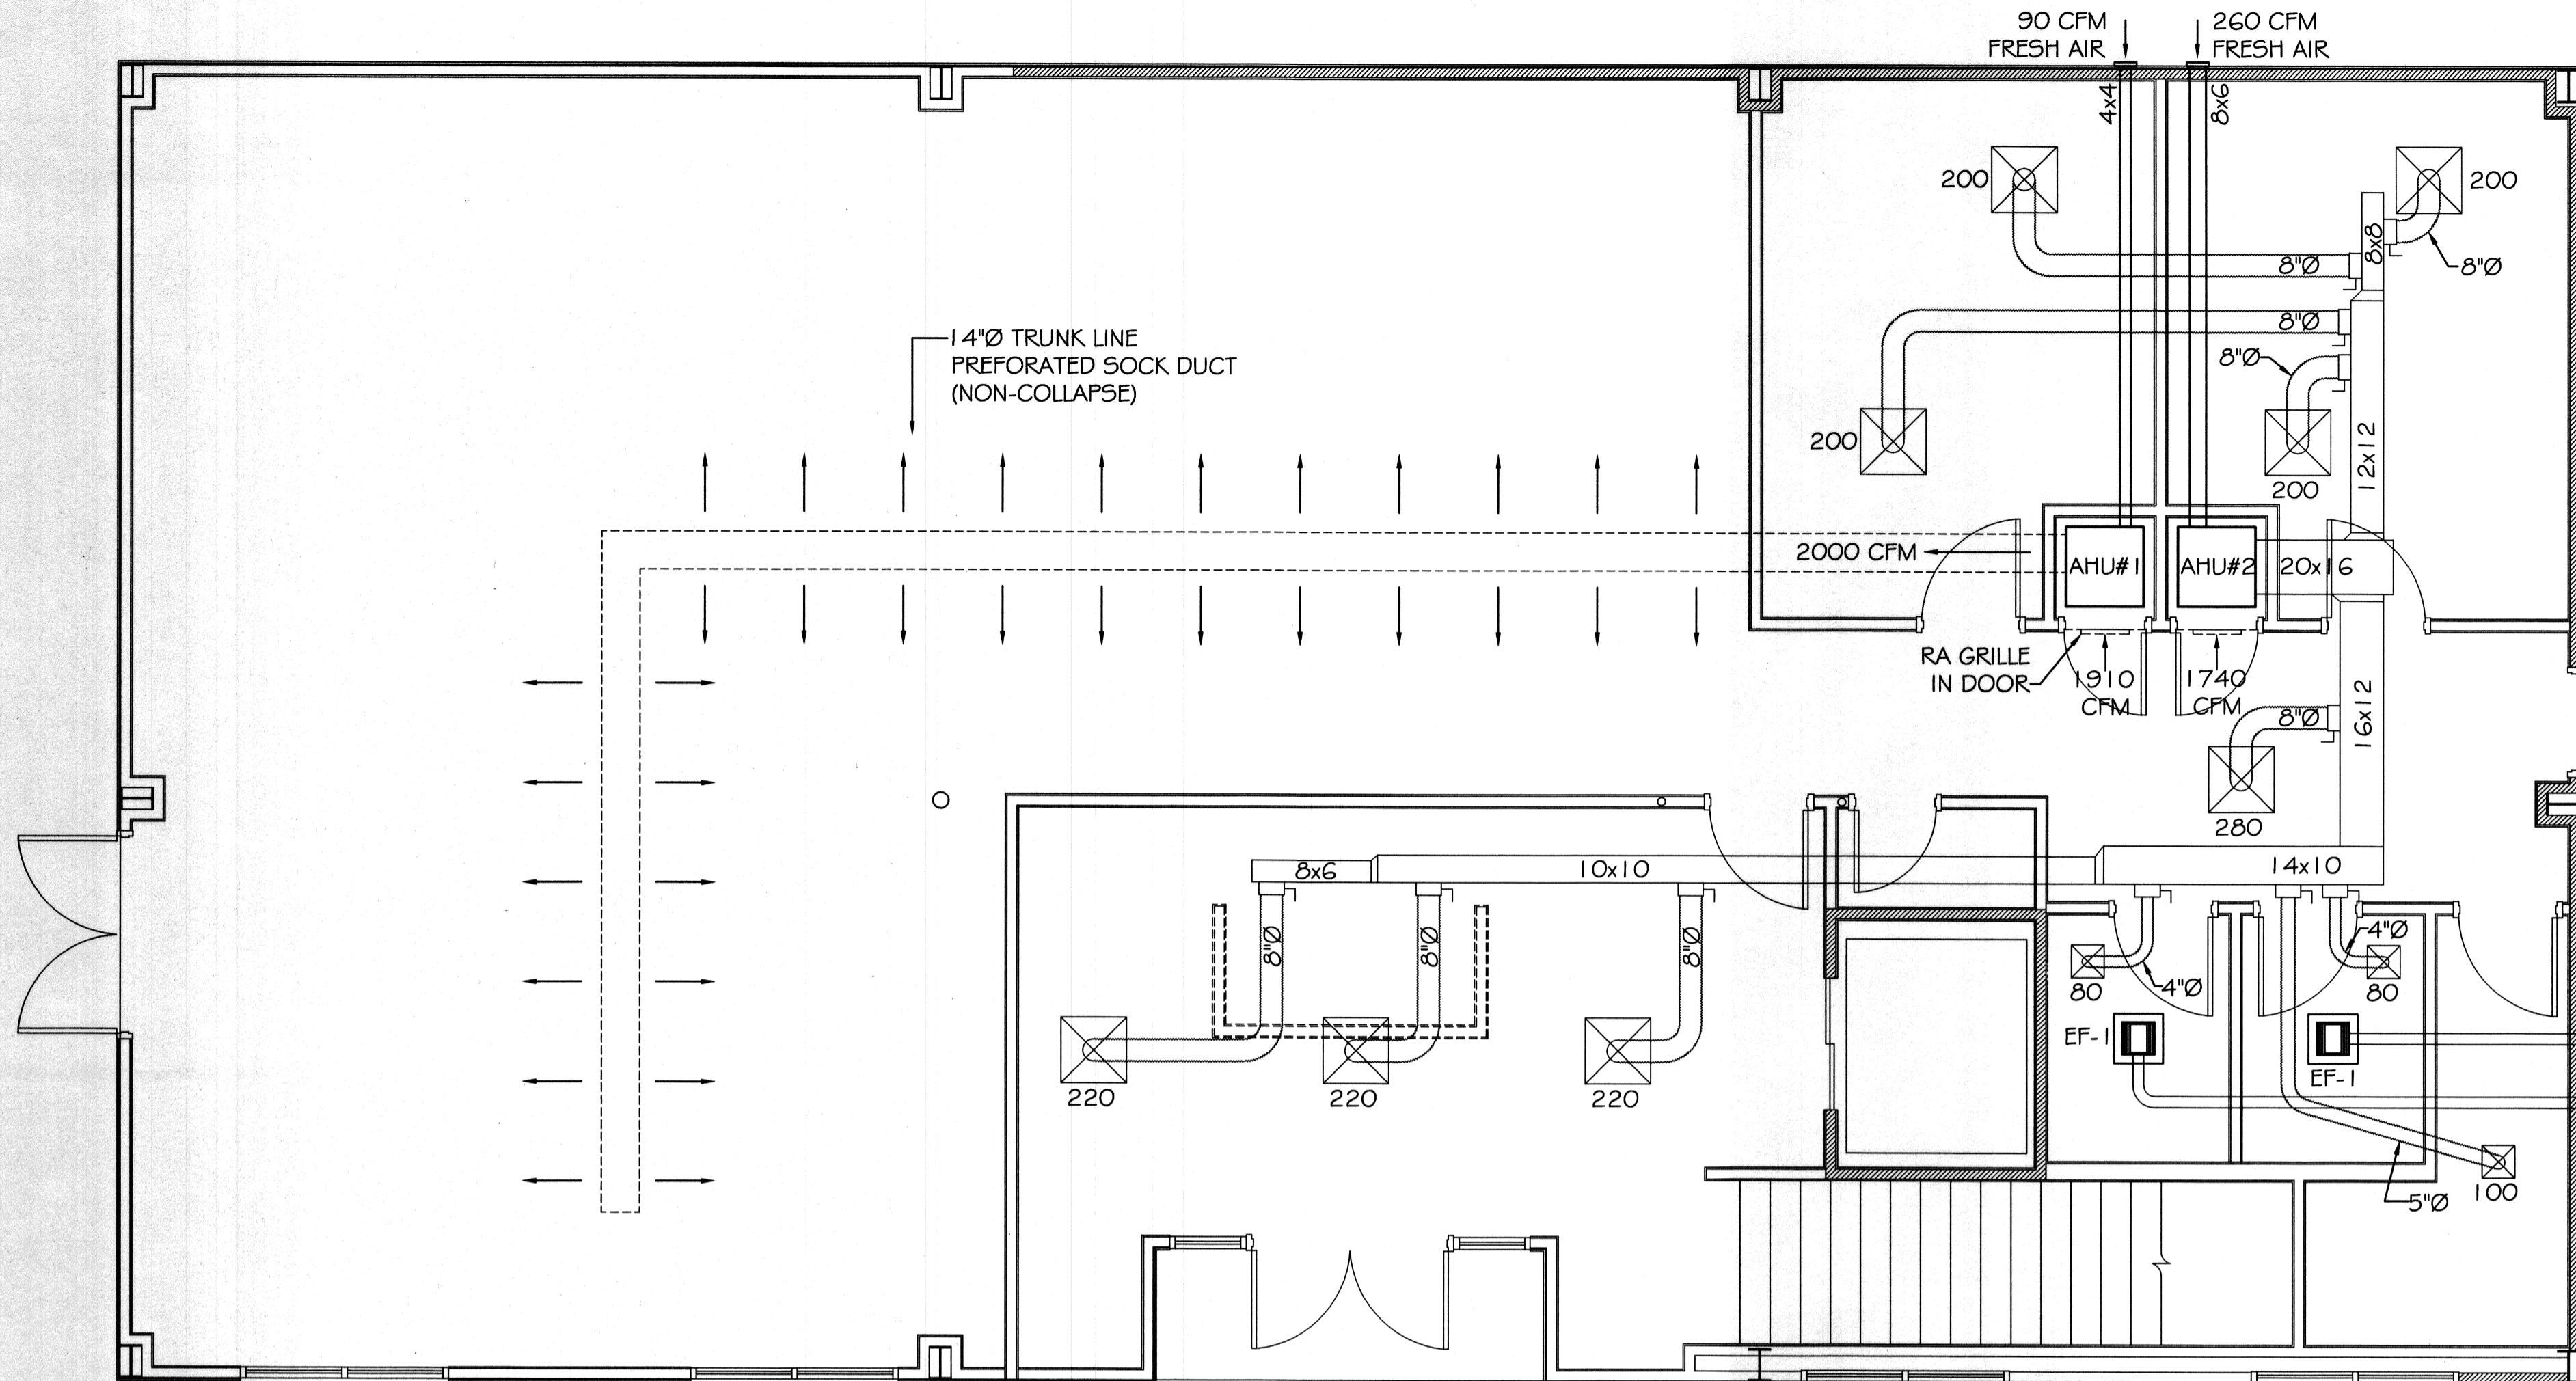 90 CFM
FRESH AIR
260 CFM
FRESH AIR
4x4
8x6
200
200
8x8
8"Ø
8"Ø
14"Ø TRUNK LINE
PREFORATED SOCK DUCT
(NON-COLLAPSE)
8"Ø
8"Ø
200
12x12
200
2000 CFM
AHU#1
AHU#2
20x16
RA GRILLE
IN DOOR
1910
CFM
1740
CFM
16x12
8"Ø
280
8x6
10x10
14x10
8"Ø
8"Ø
8"Ø
4"Ø
80
4"Ø
80
EF-1
EF-1
220
220
220
5"Ø
100